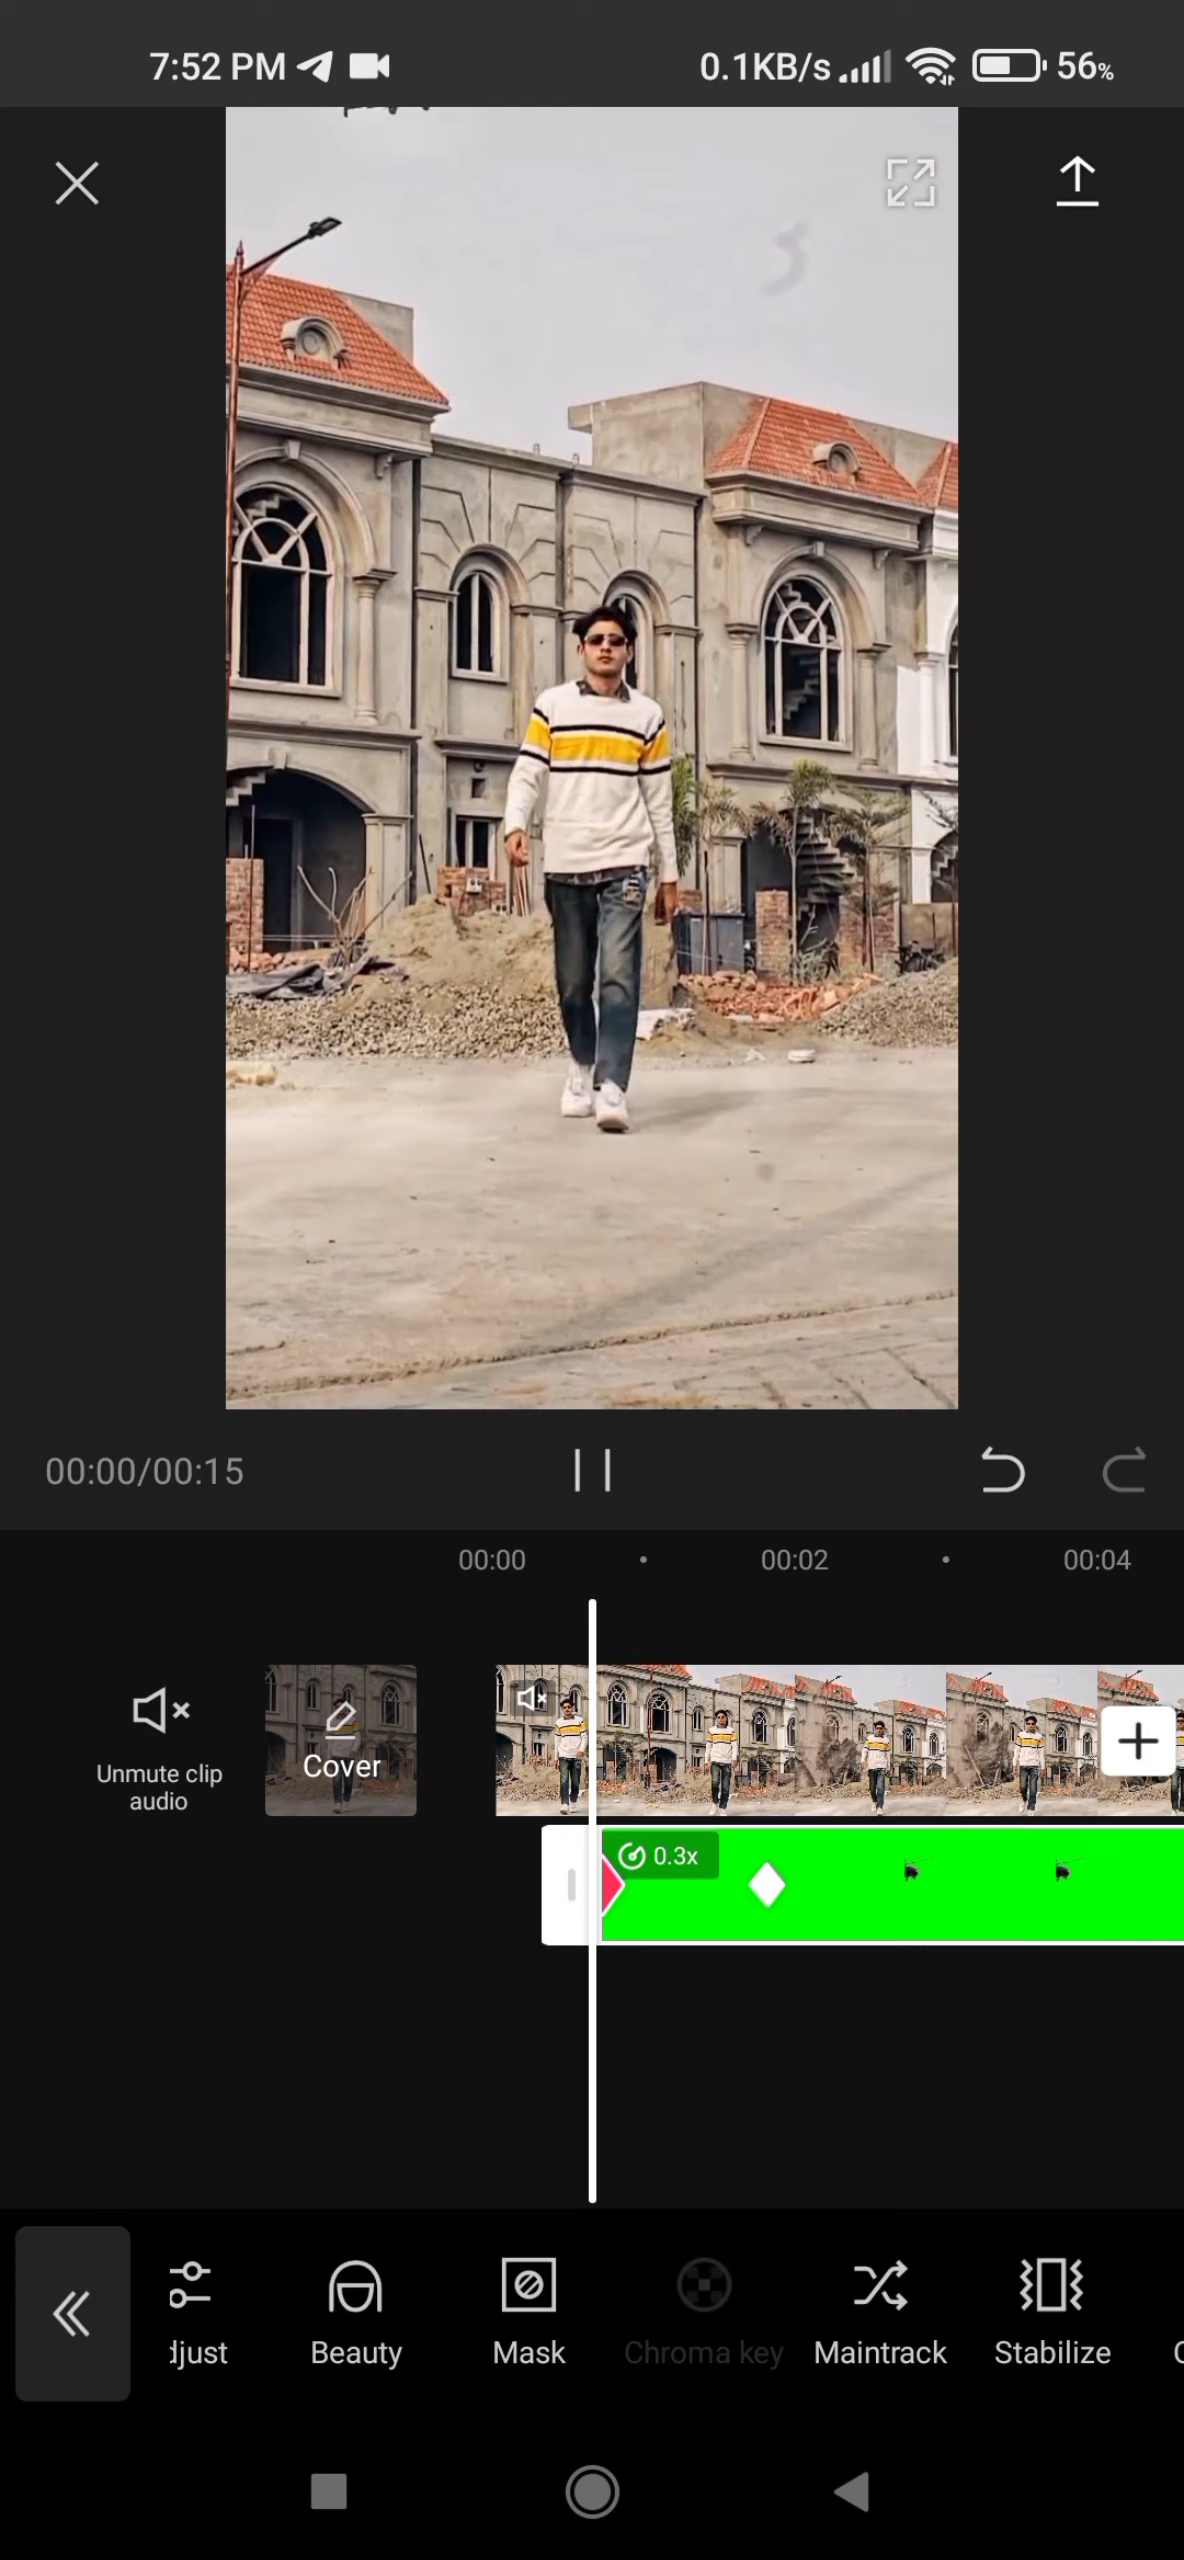 7:52 PM 0.1KB/s 56%
00:00/00:15
00:00 00:02 00:04
Unmute clip
audio
Cover
0.3x
djust Beauty Mask Chroma key Maintrack Stabilize